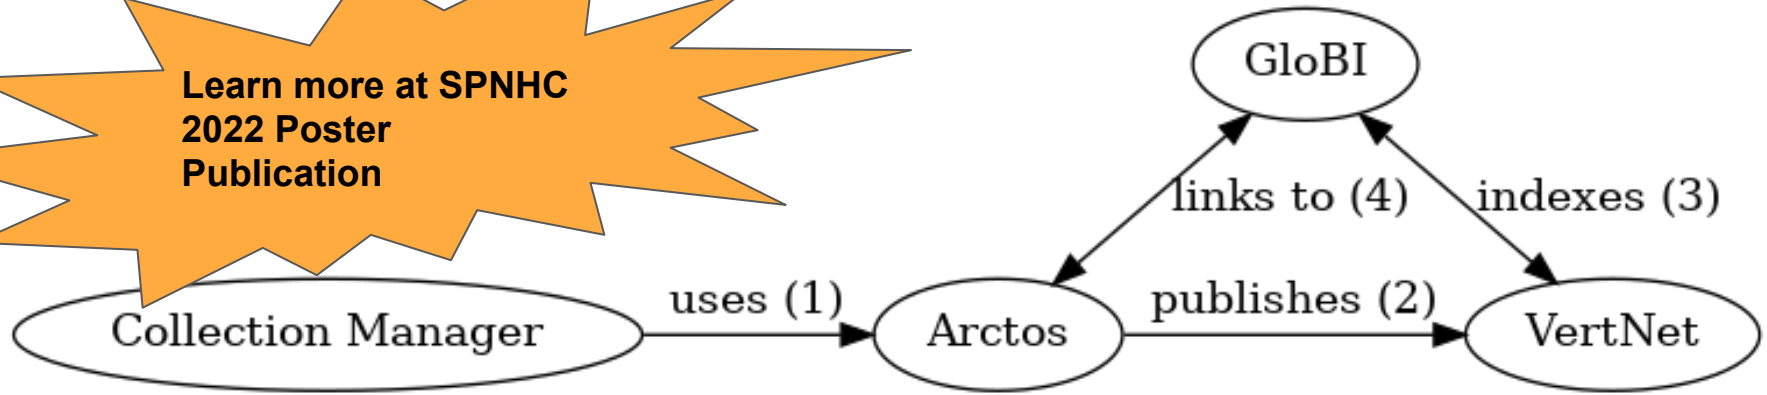 Learn more at SPNHC
2022 Poster
Publication
GloBI
links to (4)
indexes (3)
uses (1)
publishes (2)
Collection Manager
Arctos
VertNet